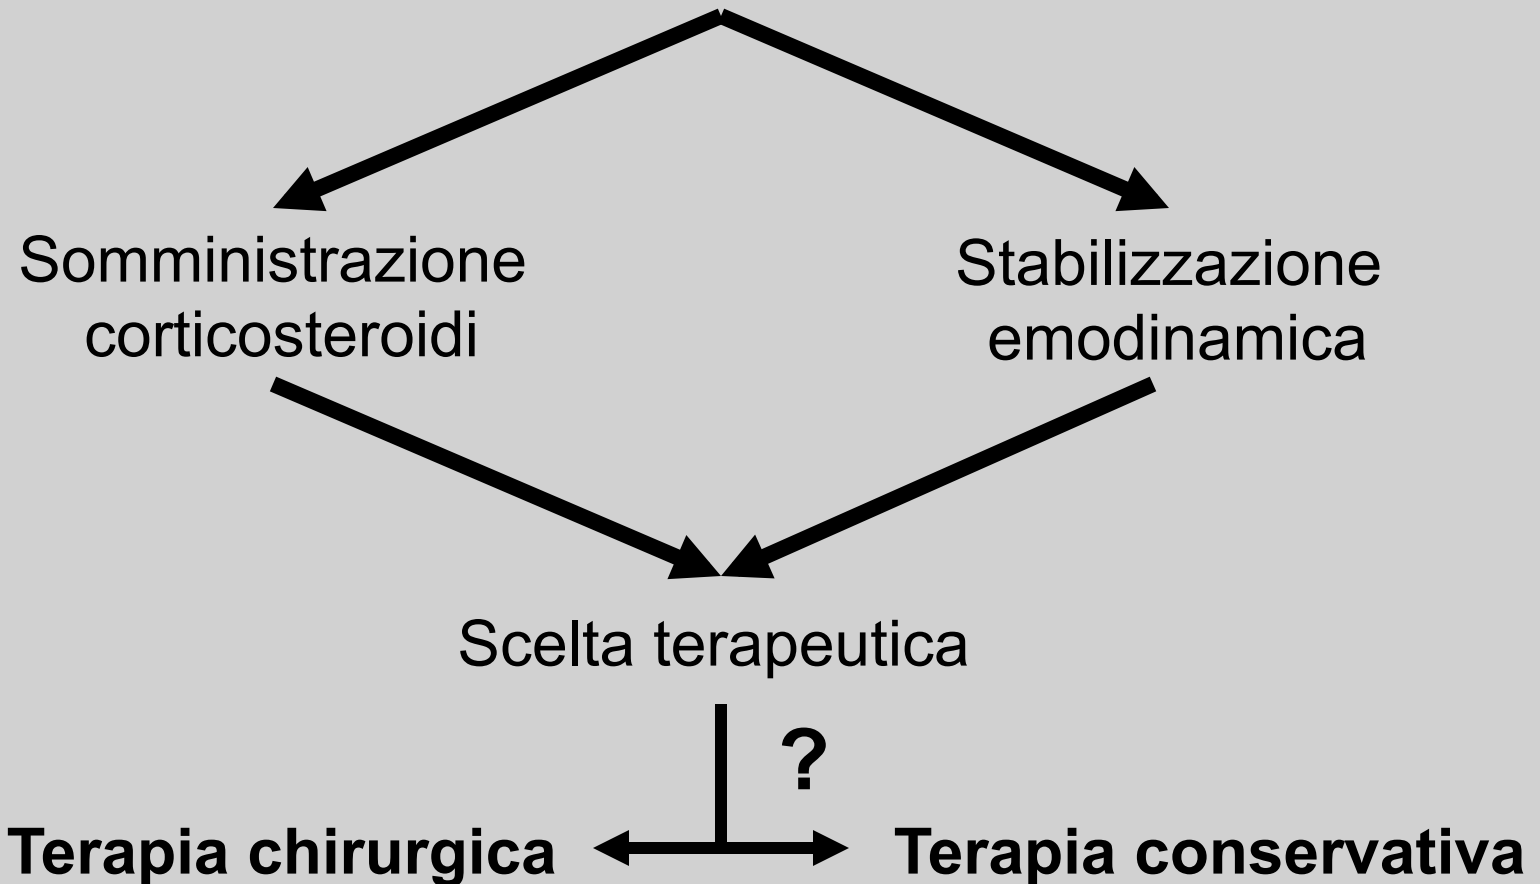 Somministrazione
corticosteroidi
Stabilizzazione
emodinamica
Scelta terapeutica
?
Terapia chirurgica
Terapia conservativa